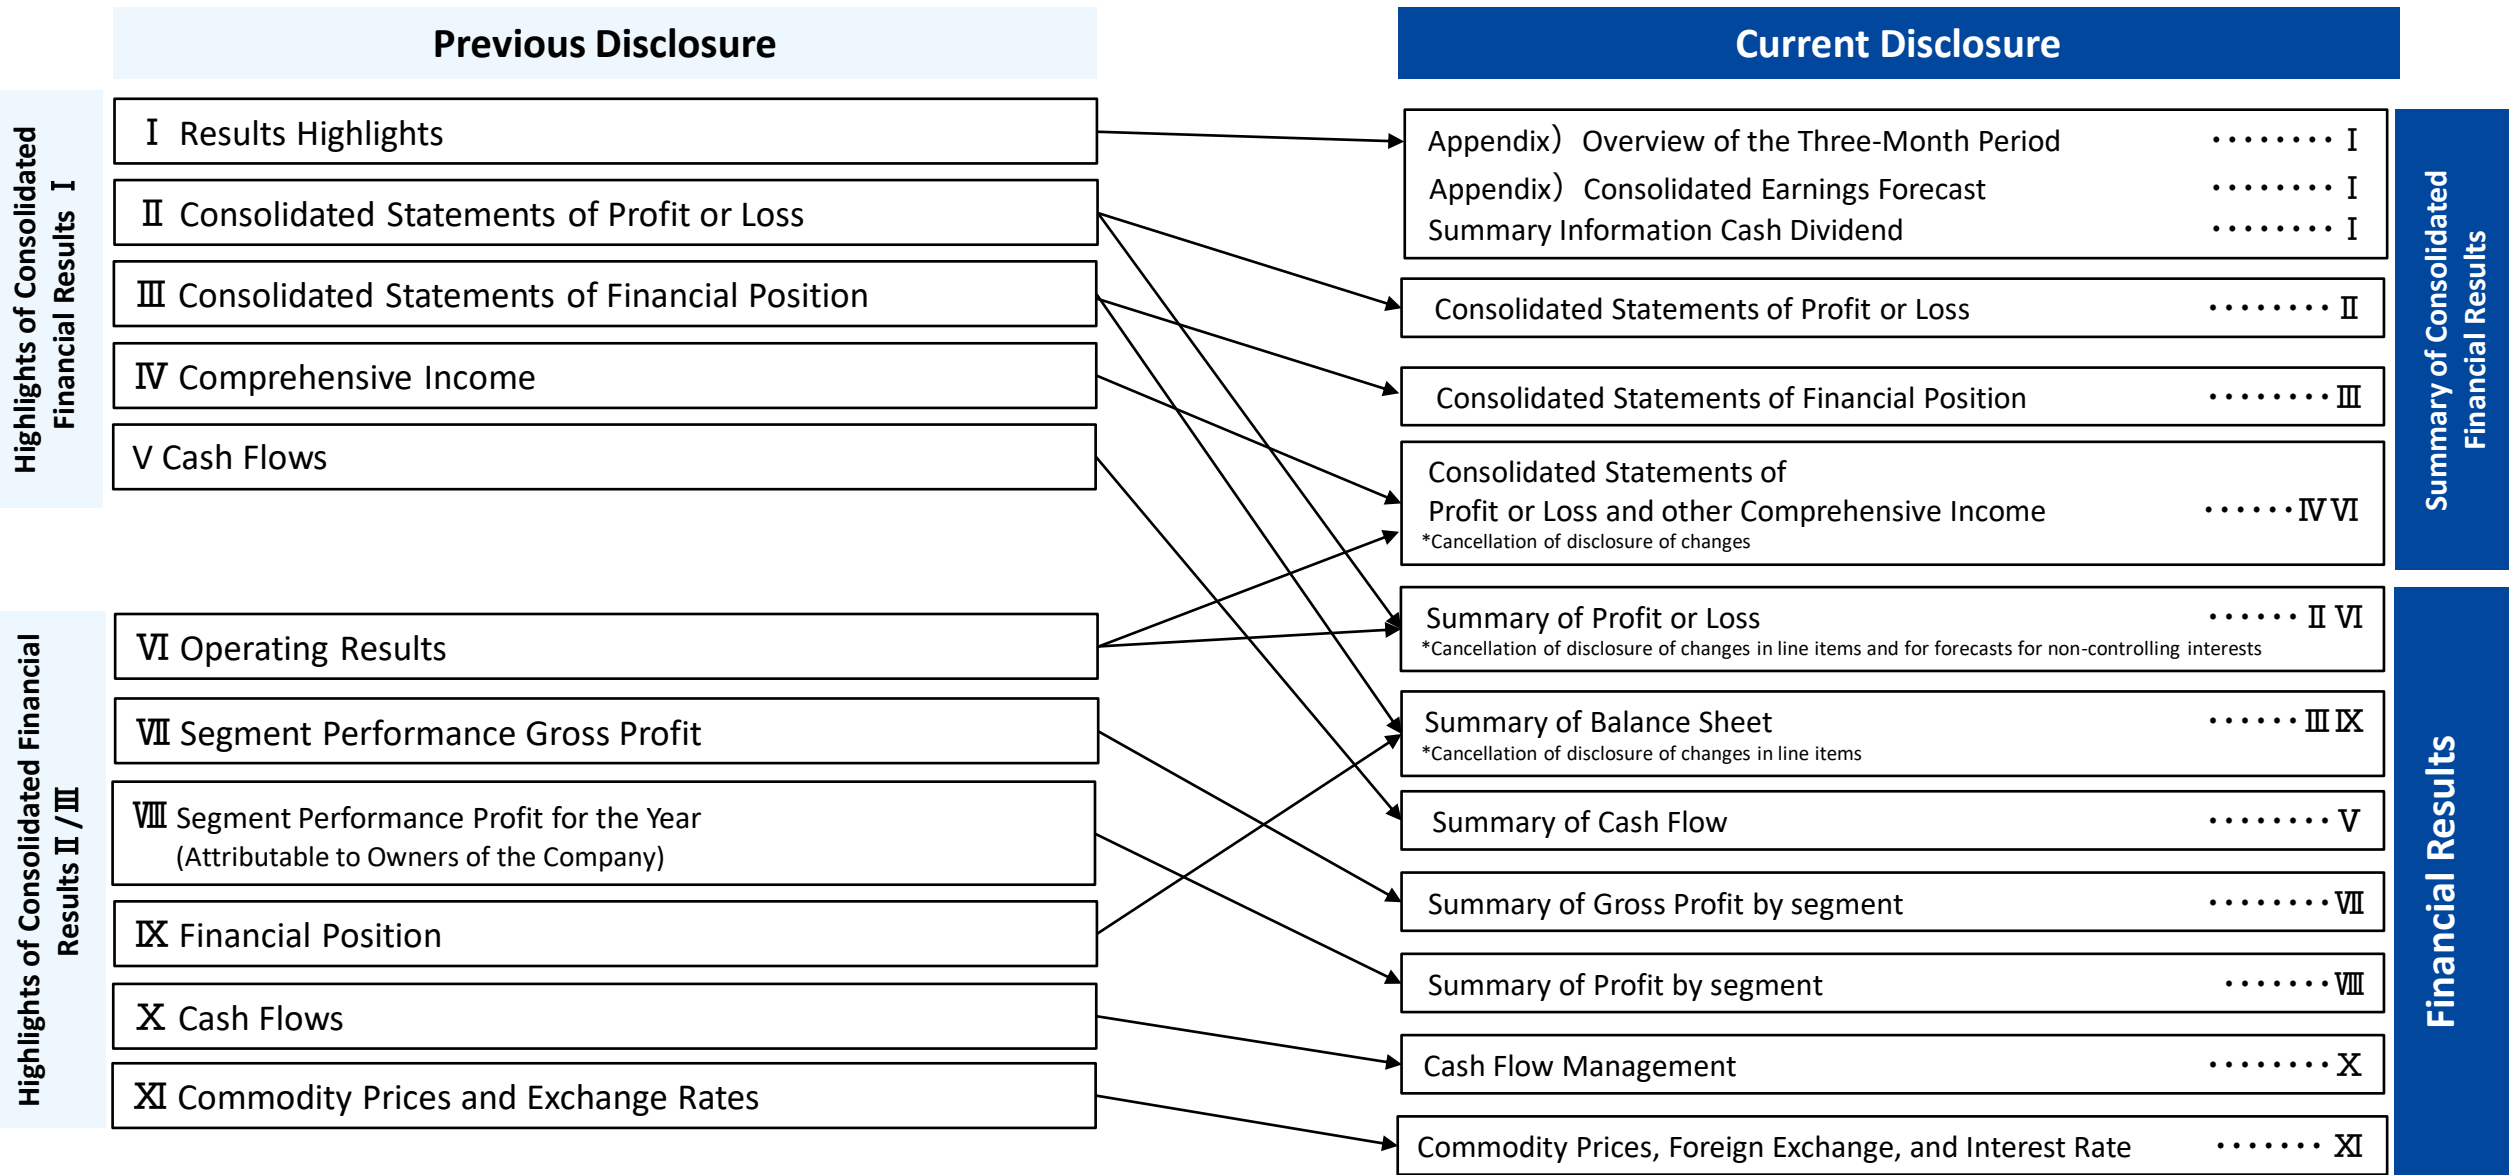 Previous Disclosure
Current Disclosure
Highlights of Consolidated
Financial Results Ⅰ
Ⅰ Results Highlights
Ⅱ Consolidated Statements of Profit or Loss
Ⅲ Consolidated Statements of Financial Position
Ⅳ Comprehensive Income
Ⅴ Cash Flows
Highlights of Consolidated Financial
Results Ⅱ/Ⅲ
Ⅵ Operating Results
Ⅶ Segment Performance Gross Profit
Ⅷ Segment Performance Profit for the Year
(Attributable to Owners of the Company)
Ⅸ Financial Position
Ⅹ Cash Flows
Ⅺ Commodity Prices and Exchange Rates
Appendix）Overview of the Three-Month Period ········Ⅰ
Appendix）Consolidated Earnings Forecast ········Ⅰ
Summary Information Cash Dividend ········Ⅰ
Consolidated Statements of Profit or Loss ········Ⅱ
Consolidated Statements of Financial Position ········Ⅲ
Consolidated Statements of
Profit or Loss and other Comprehensive Income ······Ⅳ Ⅵ
*Cancellation of disclosure of changes
Summary of Consolidated
Financial Results
Summary of Profit or Loss ······Ⅱ Ⅵ
*Cancellation of disclosure of changes in line items and for forecasts for non-controlling interests
Summary of Balance Sheet ······Ⅲ Ⅸ
*Cancellation of disclosure of changes in line items
Summary of Cash Flow ········Ⅴ
Summary of Gross Profit by segment ········Ⅶ
Summary of Profit by segment ·······Ⅷ
Cash Flow Management ········Ⅹ
Commodity Prices, Foreign Exchange, and Interest Rate ·······Ⅺ
Financial Results